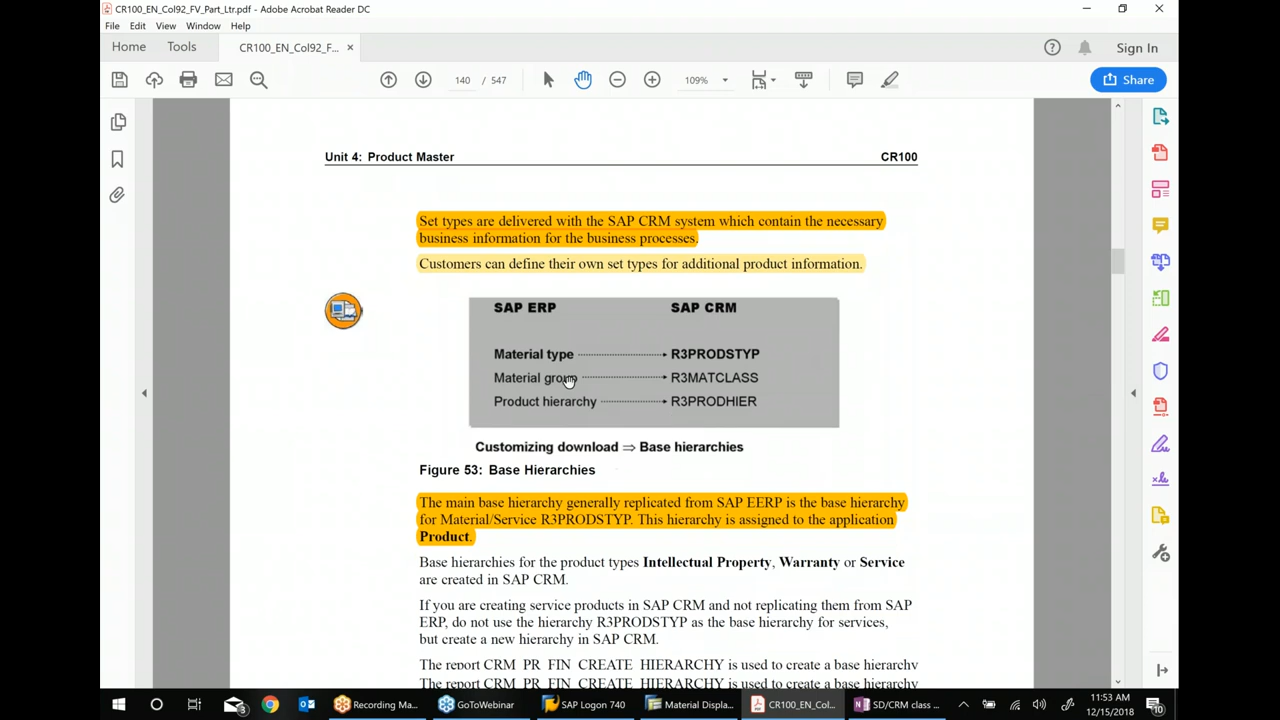 CR100_EN_Col92_FV_Part_Ltr.pdf - Adobe Acrobat Reader DC
File Edit View Window Help
Home Tools CR100_EN_Col92_F... × Sign In
140 / 547 109% Share
Unit 4: Product Master CR100
Set types are delivered with the SAP CRM system which contain the necessary
business information for the business processes.
Customers can define their own set types for additional product information.
SAP ERP SAP CRM
Material type R3PRODSTYP
Material group R3MATCLASS
Product hierarchy R3PRODHIER
Customizing download ⇒ Base hierarchies
Figure 53: Base Hierarchies
The main base hierarchy generally replicated from SAP EERP is the base hierarchy
for Material/Service R3PRODSTYP. This hierarchy is assigned to the application
Product.
Base hierarchies for the product types Intellectual Property, Warranty or Service
are created in SAP CRM.
If you are creating service products in SAP CRM and not replicating them from SAP
ERP, do not use the hierarchy R3PRODSTYP as the base hierarchy for services,
but create a new hierarchy in SAP CRM.
The report CRM_PR_FIN_CREATE_HIERARCHY is used to create a base hierarchy
The report CRM_PR_FIN_CREATE_HIERARCHY is used to create a base hierarchy
Recording Ma... GoToWebinar SAP Logon 740 Material Displa... CR100_EN_Col... SD/CRM class ... 11:53 AM
12/15/2018